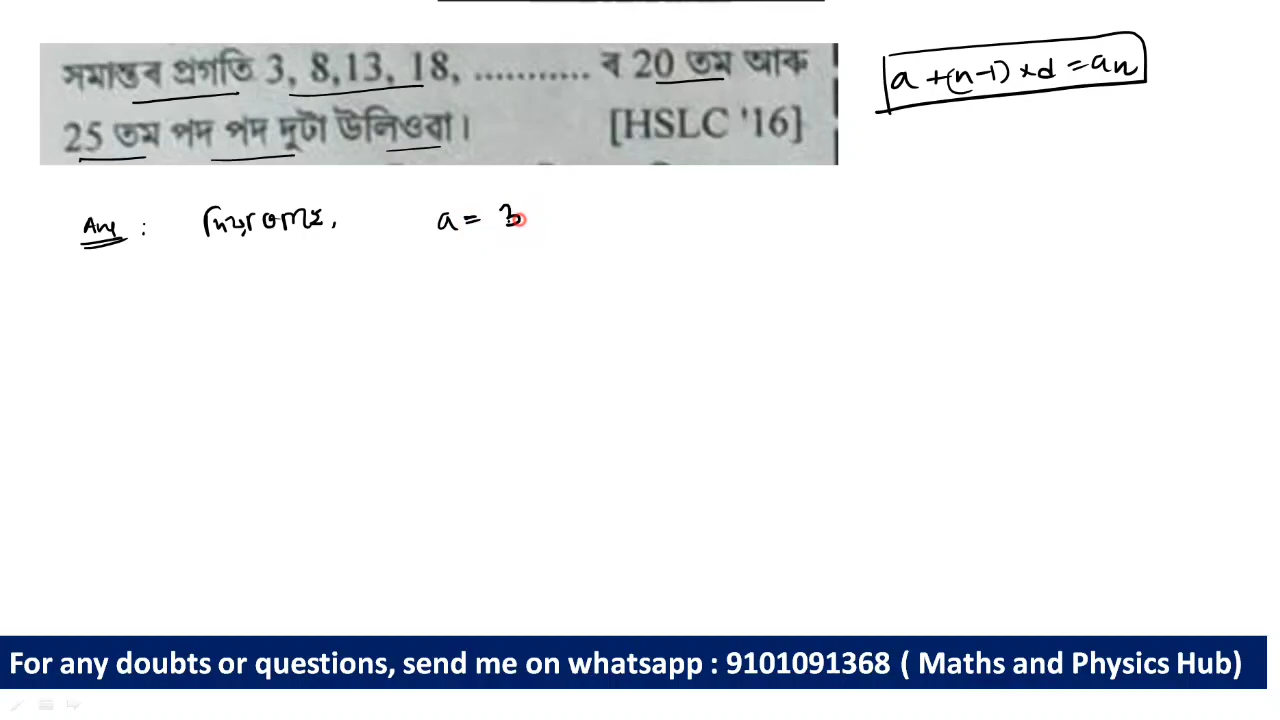 সমান্তৰ প্ৰগতি 3, 8,13, 18, ........... ৰ 20 তম আৰু
25 তম পদ পদ দুটা উলিওৱা। [HSLC '16]
a +(n-1) × d = an
Ans : দিয়া আছে, a = 3
For any doubts or questions, send me on whatsapp : 9101091368 ( Maths and Physics Hub)